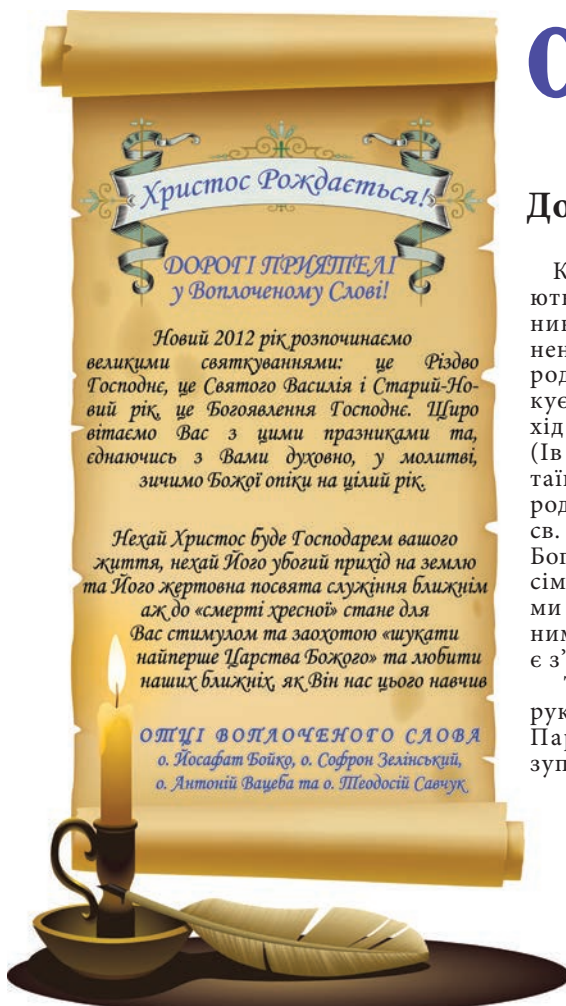 Христос Рождається!
ДОРОГІ ПРИЯТЕЛІ
у Воплоченому Слові!
Новий 2012 рік розпочинаємо
великими святкуваннями: це Різдво
Господнє, це Святого Василія і Старий-Но-
вий рік, це Богоявлення Господнє. Щиро
вітаємо Вас з цими празниками та,
єднаючись з Вами духовно, у молитві,
зичимо Божої опіки на цілий рік.
Нехай Христос буде Господарем вашого
життя, нехай Його убогий прихід на землю
та Його жертовна посвята служіння ближнім
аж до «смерті хресної» стане для
Вас стимулом та заохотою «шукати
найперше Царства Божого» та любити
наших ближніх, як Він нас цього навчив
ОТЦІ ВОПЛОЧЕНОГО СЛОВА
о. Йосафат Бойко, о. Софрон Зелінський,
о. Антоній Вацеба та о. Теодосій Савчук
До
К
ють
ник
нен
род
кує
хід
(Ів
таїн
род
св.
Бог
сім
ми
ним
є з’
рук
Пар
зуп